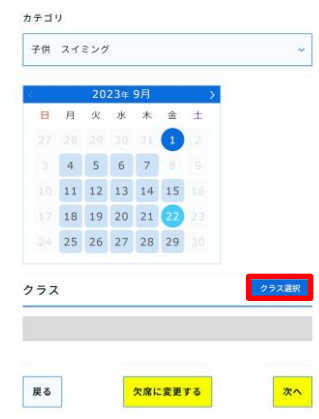 カテゴリ
子供 スイミング
2023年 9月
日 月 火 水 木 金 土
27 28 29 30 31 1 2
3 4 5 6 7 8 9
10 11 12 13 14 15 16
17 18 19 20 21 22 23
24 25 26 27 28 29 30
クラス
クラス選択
戻る 欠席に変更する 次へ